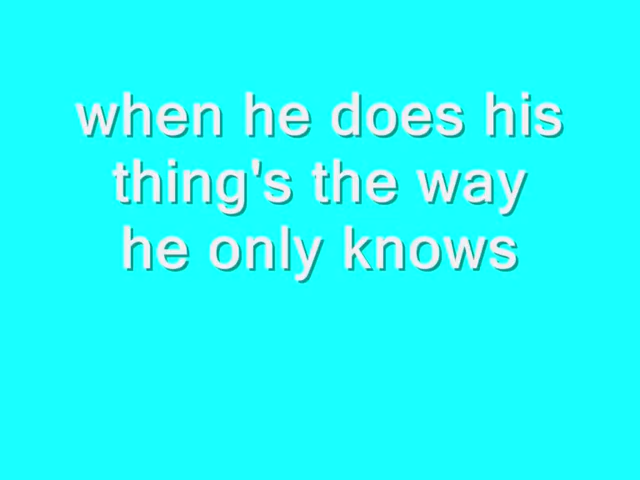 when he does his
thing's the way
he only knows